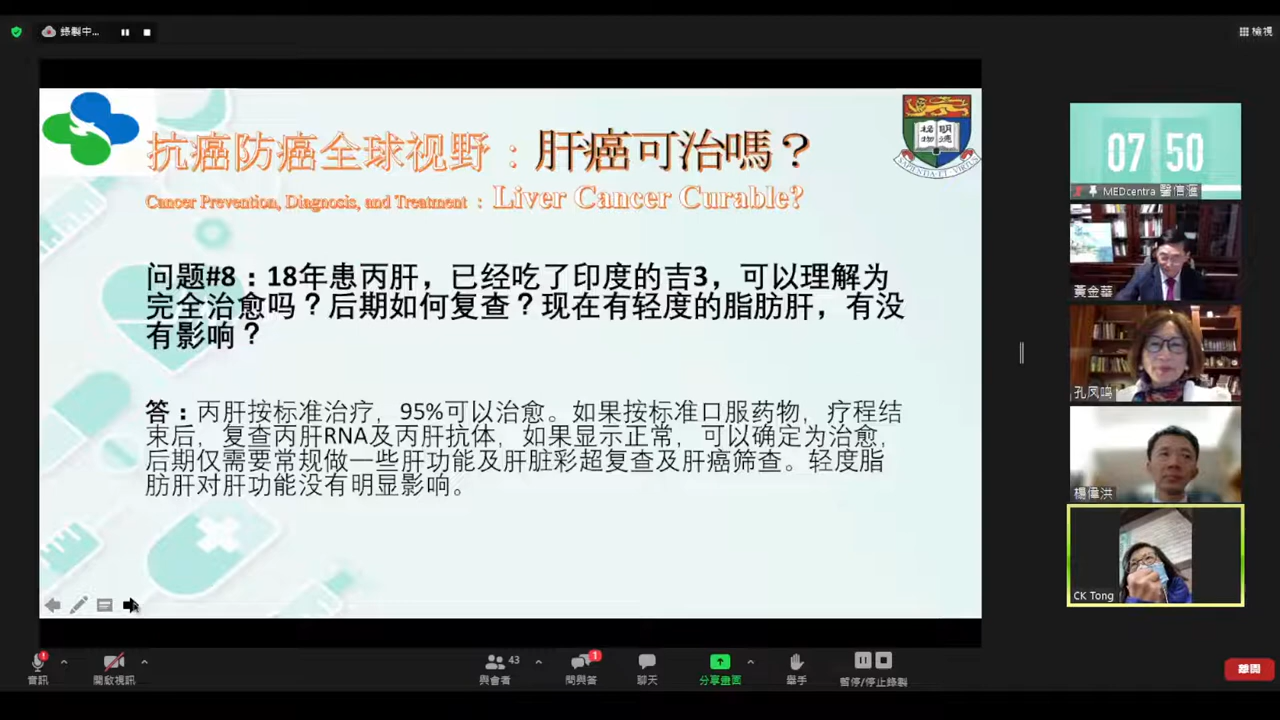 錄製中...
檢視
抗癌防癌全球视野：肝癌可治嗎？
Cancer Prevention, Diagnosis, and Treatment : Liver Cancer Curable?
问题#8：18年患丙肝，已经吃了印度的吉3，可以理解为
完全治愈吗？后期如何复查？现在有轻度的脂肪肝，有没
有影响？
答：丙肝按标准治疗，95%可以治愈。如果按标准口服药物，疗程结
束后，复查丙肝RNA及丙肝抗体，如果显示正常，可以确定为治愈，
后期仅需要常规做一些肝功能及肝脏彩超复查及肝癌筛查。轻度脂
肪肝对肝功能没有明显影响。
07 50
MEDcentra 醫信滙
黃金華
孔凤鸣
楊偉洪
CK Tong
音訊
開啟視訊
43
與會者
1
問與答
聊天
分享畫面
舉手
暫停/停止錄製
離開